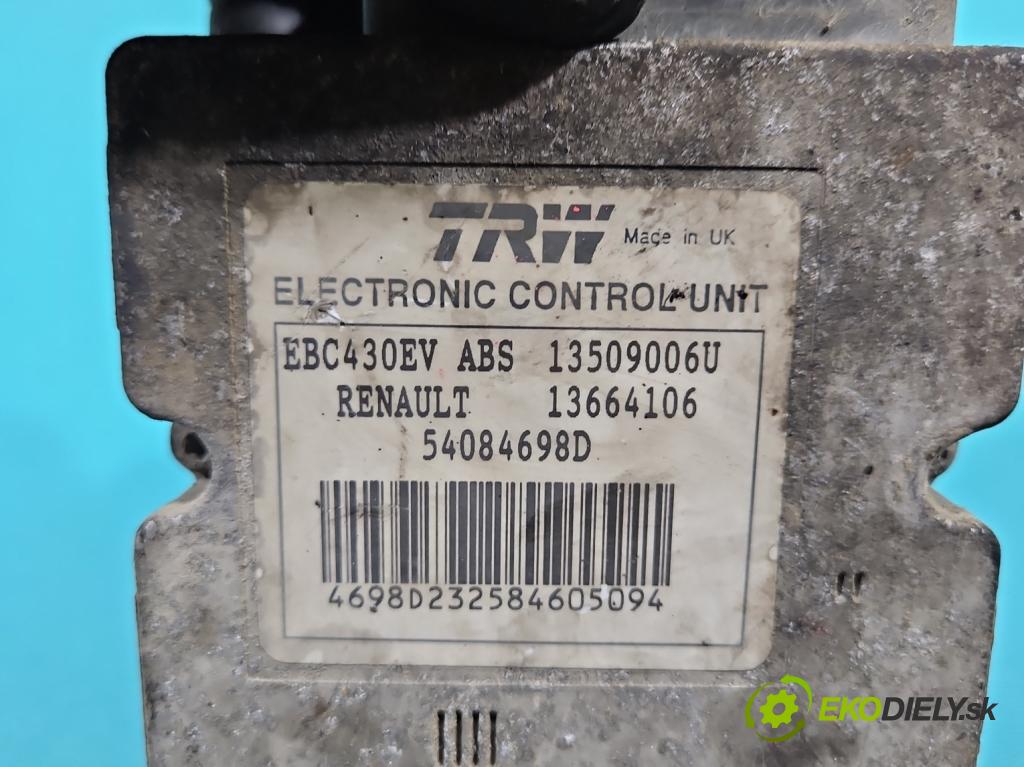 TRW Made in UK
ELECTRONIC CONTROL UNIT
EBC430EV ABS 13509006U
RENAULT 13664106
54084698D
4698D232584605094
EKODIELY.sk